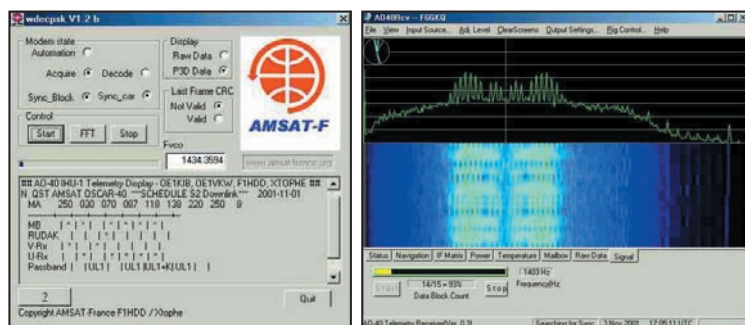 wdecpsk V1.2 b
Modem state
Automation
Acquire Decode
Sync_Block Sync_car
Control
Start FFT Stop
Display
Raw Data
P3D Data
Last Frame CRC
Not Valid
Valid
AMSAT-F
Fvco
1434.3594
www.amsat-france.org
## AO-40 IHU-1 Telemetry Display - OE1KIB, OE1VKW, F1HDD, XTOPHE ##
N QST AMSAT OSCAR-40 ***SCHEDULE S2 Downlink*** 2001-11-01
MA 250 030 070 067 118 220 250
MB
RUDAK
V-Rx
U-Rx
Passband | |UL1| | |UL1|UL1+K|UL1| |
?
Quit
Copyright AMSAT-France F1HDD / Xtophe
AO40Rcv - F6GKQ
File View Input Source... Adj. Level ClearScreens Output Settings... Rig Control... Help
Status Navigation IF Matrix Power Temperature Mailbox Raw Data Signal
Start
14/15 = 93%
Data Block Count
Stop
1403 Hz
Frequency(Hz)
AO-40 Telemetry Receiver(Ver. 0.3) Searching for Sync 3 Nov 2001 17:05:11 UTC